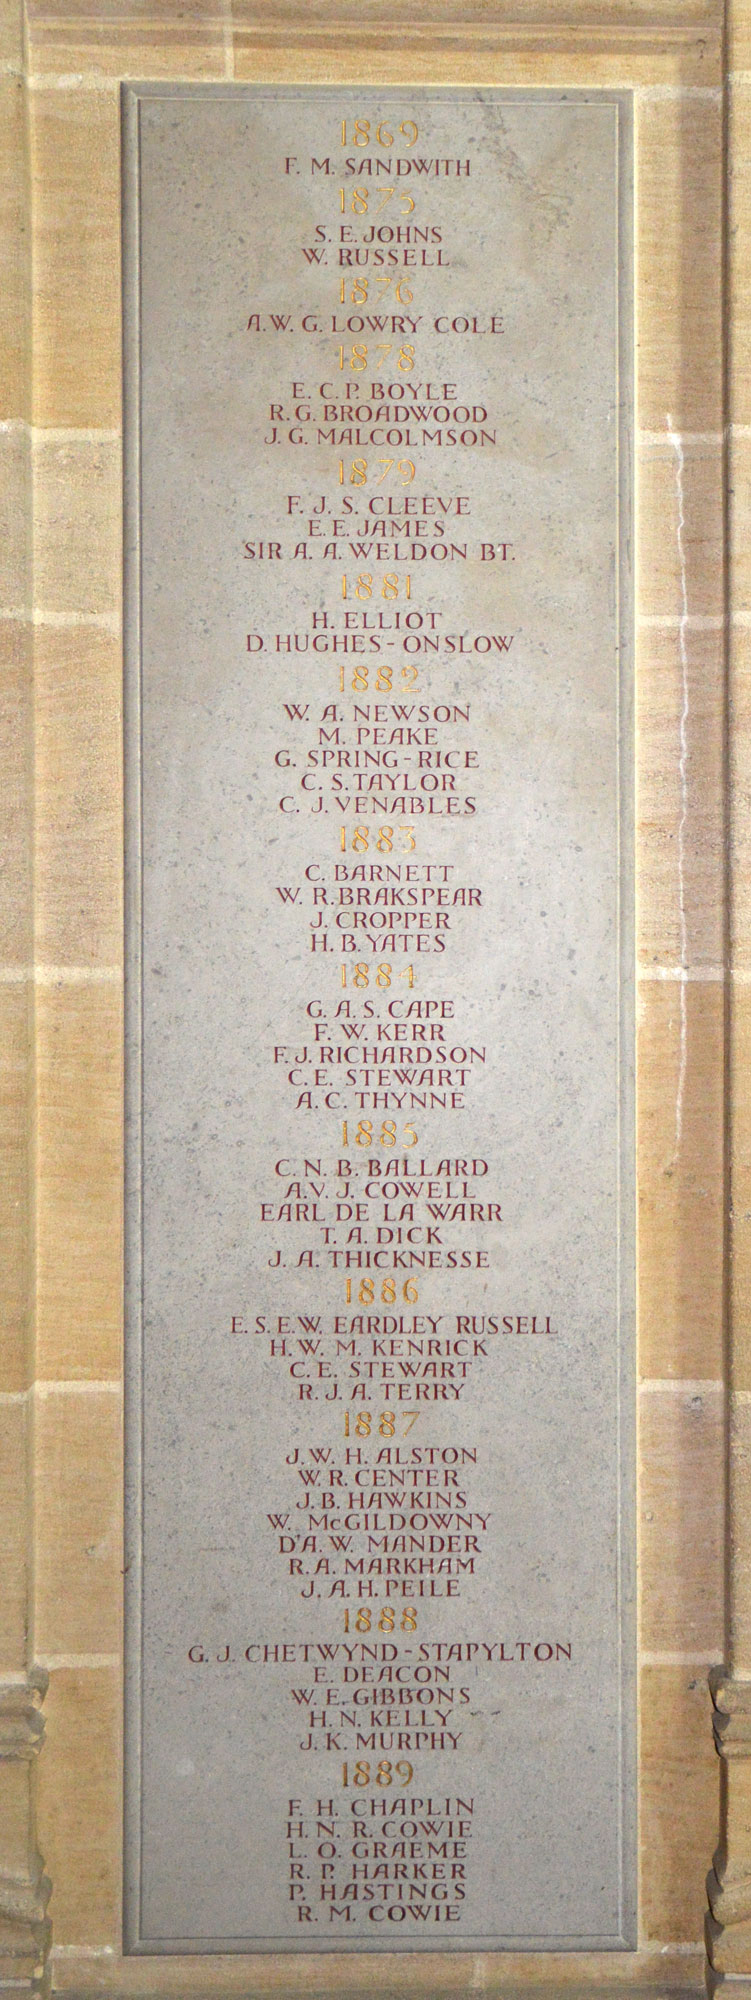 1869
F. M. SANDWITH
1875
S. E. JOHNS
W. RUSSELL
1876
A. W. G. LOWRY COLE
1878
E. C. P. BOYLE
R. G. BROADWOOD
J. G. MALCOLMSON
1879
F. J. S. CLEEVE
E. E. JAMES
SIR A. A. WELDON BT.
1881
H. ELLIOT
D. HUGHES-ONSLOW
1882
W. A. NEWSON
M. PEAKE
G. SPRING-RICE
C. S. TAYLOR
C. J. VENABLES
1883
C. BARNETT
W. R. BRAKSPEAR
J. CROPPER
H. B. YATES
1884
G. A. S. CAPE
F. W. KERR
F. J. RICHARDSON
C. E. STEWART
A. C. THYNNE
1885
C. N. B. BALLARD
A. V. J. COWELL
EARL DE LA WARR
T. A. DICK
J. A. THICKNESSE
1886
E. S. E. W. EARDLEY RUSSELL
H. W. M. KENRICK
C. E. STEWART
R. J. A. TERRY
1887
J. W. H. ALSTON
W. R. CENTER
J. B. HAWKINS
W. McGILDOWNY
D'A. W. MANDER
R. A. MARKHAM
J. A. H. PEILE
1888
G. J. CHETWYND-STAPYLTON
E. DEACON
W. E. GIBBONS
H. N. KELLY
J. K. MURPHY
1889
F. H. CHAPLIN
H. N. R. COWIE
L. O. GRAEME
R. P. HARKER
P. HASTINGS
R. M. COWIE